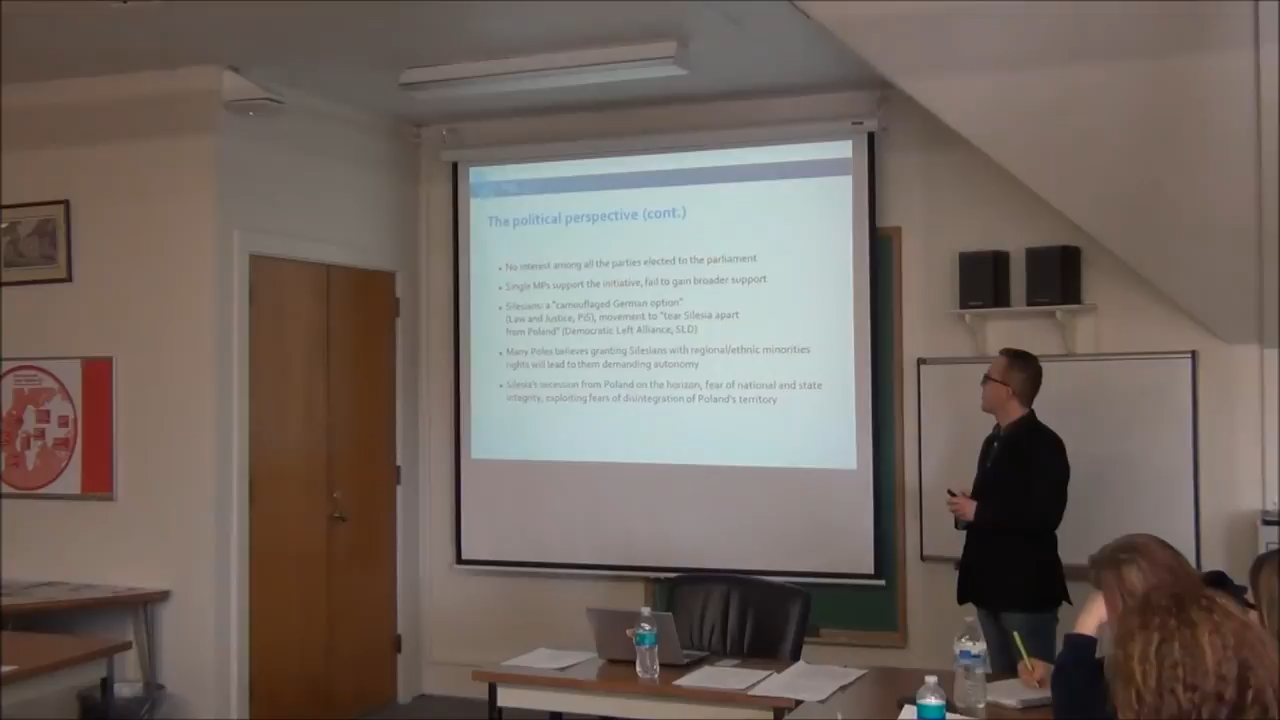 The political perspective (cont.)
• No interest among all the parties elected to the parliament
• Single MPs support the initiative, fail to gain broader support
• Silesians: a "camouflaged German option"
(Law and Justice, PiS), movement to "tear Silesia apart
from Poland" (Democratic Left Alliance, SLD)
• Many Poles believes granting Silesians with regional/ethnic minorities
rights will lead to them demanding autonomy
• Silesia's secession from Poland on the horizon, fear of national and state
integrity, exploiting fears of disintegration of Poland's territory